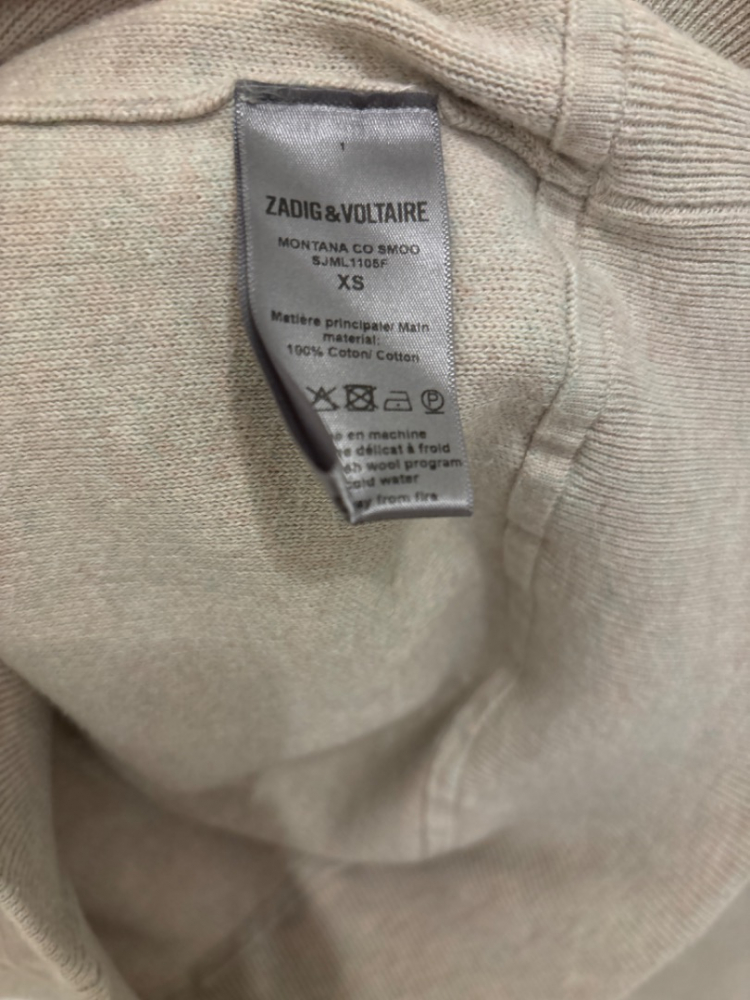 1
ZADIG&VOLTAIRE
MONTANA CO SMOO
SJML1105F
XS
Matière principale/ Main
material:
100% Coton/ Cotton
P
en machine
délicat à froid
wool program
water
from fire